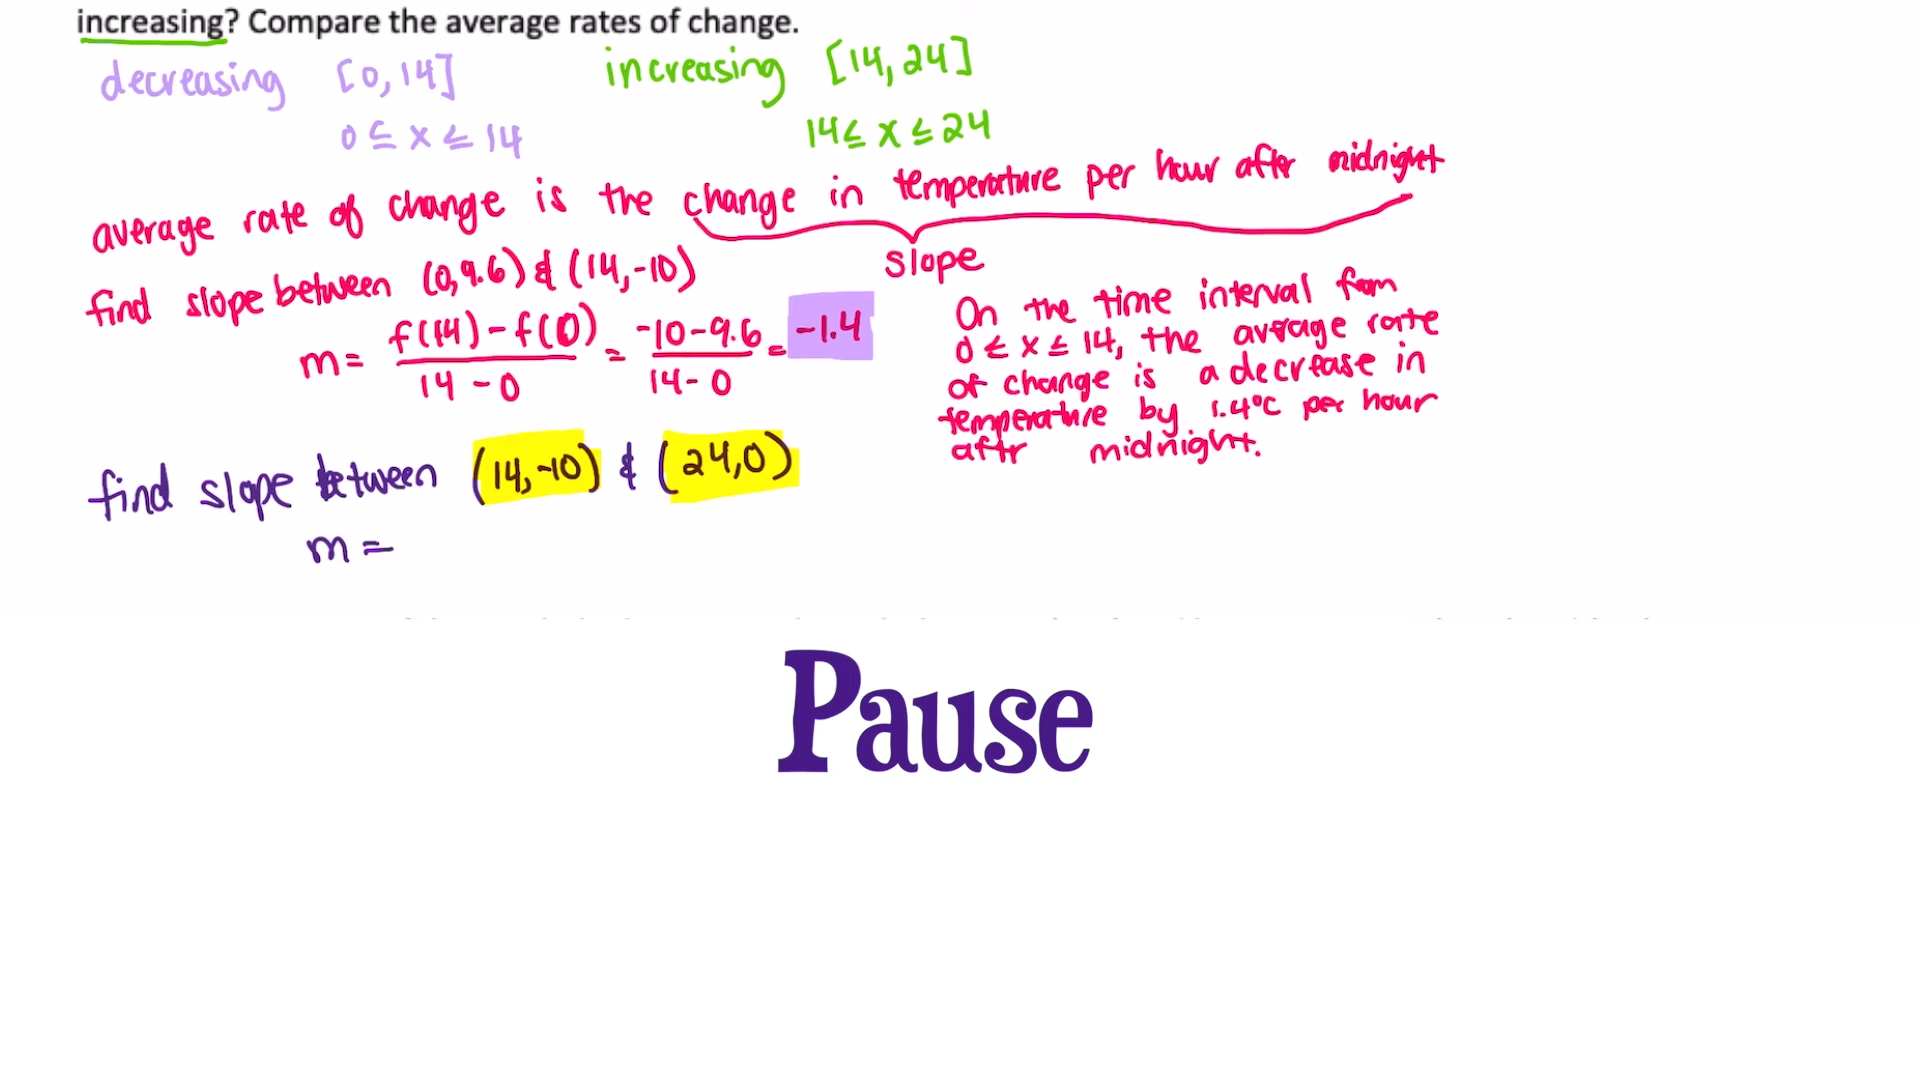 increasing? Compare the average rates of change.
decreasing [0,14] increasing [14,24]
0 ≤ x ≤ 14 14 ≤ x ≤ 24
average rate of change is the change in temperature per hour after midnight
slope
find slope between (0,9.6) & (14,-10)
m = f(14) - f(0) / 14 - 0 = -10 - 9.6 / 14 - 0 = -1.4
On the time interval from
0 ≤ x ≤ 14, the average rate
of change is a decrease in
temperature by 1.4°C per hour
after midnight.
find slope between (14,-10) & (24,0)
m =
Pause